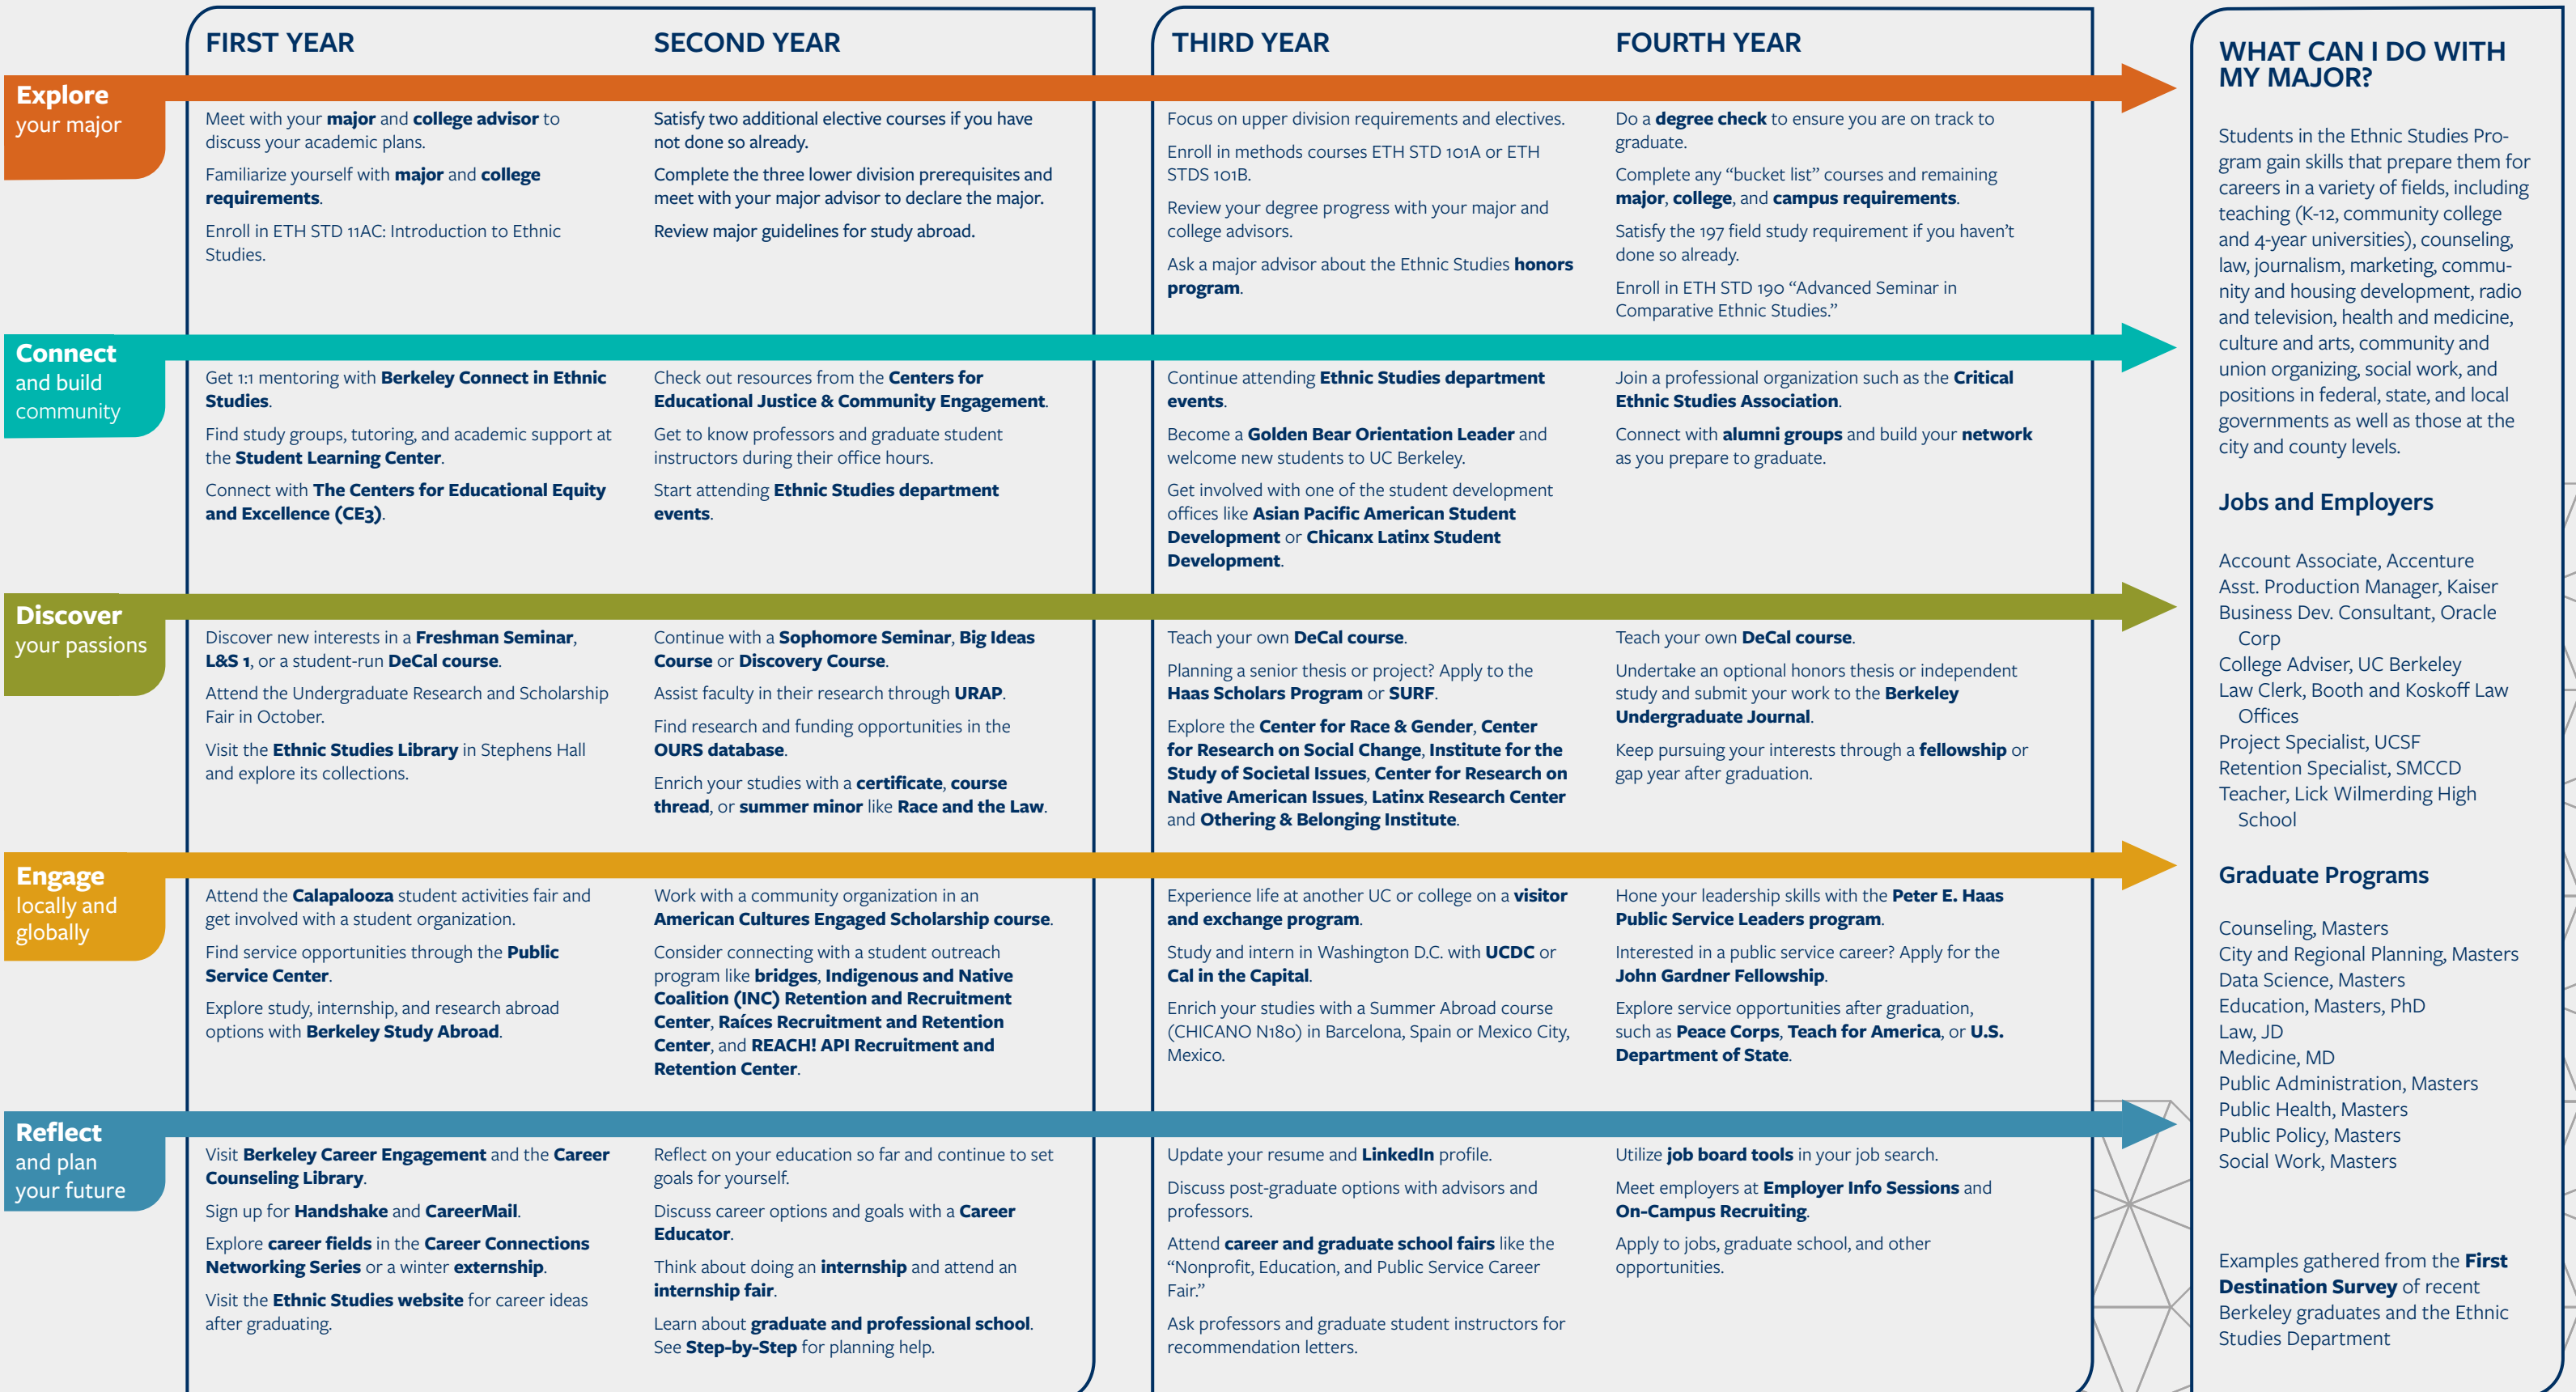 FIRST YEAR
SECOND YEAR
THIRD YEAR
FOURTH YEAR
Explore
your major
Meet with your major and college advisor to
discuss your academic plans.
Familiarize yourself with major and college
requirements.
Enroll in ETH STD 11AC: Introduction to Ethnic
Studies.
Satisfy two additional elective courses if you have
not done so already.
Complete the three lower division prerequisites and
meet with your major advisor to declare the major.
Review major guidelines for study abroad.
Focus on upper division requirements and electives.
Enroll in methods courses ETH STD 101A or ETH
STDS 101B.
Review your degree progress with your major and
college advisors.
Ask a major advisor about the Ethnic Studies honors
program.
Do a degree check to ensure you are on track to
graduate.
Complete any “bucket list” courses and remaining
major, college, and campus requirements.
Satisfy the 197 field study requirement if you haven’t
done so already.
Enroll in ETH STD 190 “Advanced Seminar in
Comparative Ethnic Studies.”
Connect
and build
community
Get 1:1 mentoring with Berkeley Connect in Ethnic
Studies.
Find study groups, tutoring, and academic support at
the Student Learning Center.
Connect with The Centers for Educational Equity
and Excellence (CE3).
Check out resources from the Centers for
Educational Justice & Community Engagement.
Get to know professors and graduate student
instructors during their office hours.
Start attending Ethnic Studies department
events.
Continue attending Ethnic Studies department
events.
Become a Golden Bear Orientation Leader and
welcome new students to UC Berkeley.
Get involved with one of the student development
offices like Asian Pacific American Student
Development or Chicanx Latinx Student
Development.
Join a professional organization such as the Critical
Ethnic Studies Association.
Connect with alumni groups and build your network
as you prepare to graduate.
Discover
your passions
Discover new interests in a Freshman Seminar,
L&S 1, or a student-run DeCal course.
Attend the Undergraduate Research and Scholarship
Fair in October.
Visit the Ethnic Studies Library in Stephens Hall
and explore its collections.
Continue with a Sophomore Seminar, Big Ideas
Course or Discovery Course.
Assist faculty in their research through URAP.
Find research and funding opportunities in the
OURS database.
Enrich your studies with a certificate, course
thread, or summer minor like Race and the Law.
Teach your own DeCal course.
Planning a senior thesis or project? Apply to the
Haas Scholars Program or SURF.
Explore the Center for Race & Gender, Center
for Research on Social Change, Institute for the
Study of Societal Issues, Center for Research on
Native American Issues, Latinx Research Center
and Othering & Belonging Institute.
Teach your own DeCal course.
Undertake an optional honors thesis or independent
study and submit your work to the Berkeley
Undergraduate Journal.
Keep pursuing your interests through a fellowship or
gap year after graduation.
Engage
locally and
globally
Attend the Calapalooza student activities fair and
get involved with a student organization.
Find service opportunities through the Public
Service Center.
Explore study, internship, and research abroad
options with Berkeley Study Abroad.
Work with a community organization in an
American Cultures Engaged Scholarship course.
Consider connecting with a student outreach
program like bridges, Indigenous and Native
Coalition (INC) Retention and Recruitment
Center, Raíces Recruitment and Retention
Center, and REACH! API Recruitment and
Retention Center.
Experience life at another UC or college on a visitor
and exchange program.
Study and intern in Washington D.C. with UCDC or
Cal in the Capital.
Enrich your studies with a Summer Abroad course
(CHICANO N180) in Barcelona, Spain or Mexico City,
Mexico.
Hone your leadership skills with the Peter E. Haas
Public Service Leaders program.
Interested in a public service career? Apply for the
John Gardner Fellowship.
Explore service opportunities after graduation,
such as Peace Corps, Teach for America, or U.S.
Department of State.
Reflect
and plan
your future
Visit Berkeley Career Engagement and the Career
Counseling Library.
Sign up for Handshake and CareerMail.
Explore career fields in the Career Connections
Networking Series or a winter externship.
Visit the Ethnic Studies website for career ideas
after graduating.
Reflect on your education so far and continue to set
goals for yourself.
Discuss career options and goals with a Career
Educator.
Think about doing an internship and attend an
internship fair.
Learn about graduate and professional school.
See Step-by-Step for planning help.
Update your resume and LinkedIn profile.
Discuss post-graduate options with advisors and
professors.
Attend career and graduate school fairs like the
“Nonprofit, Education, and Public Service Career
Fair.”
Ask professors and graduate student instructors for
recommendation letters.
Utilize job board tools in your job search.
Meet employers at Employer Info Sessions and
On-Campus Recruiting.
Apply to jobs, graduate school, and other
opportunities.
WHAT CAN I DO WITH
MY MAJOR?
Students in the Ethnic Studies Pro-
gram gain skills that prepare them for
careers in a variety of fields, including
teaching (K-12, community college
and 4-year universities), counseling,
law, journalism, marketing, commu-
nity and housing development, radio
and television, health and medicine,
culture and arts, community and
union organizing, social work, and
positions in federal, state, and local
governments as well as those at the
city and county levels.
Jobs and Employers
Account Associate, Accenture
Asst. Production Manager, Kaiser
Business Dev. Consultant, Oracle
Corp
College Adviser, UC Berkeley
Law Clerk, Booth and Koskoff Law
Offices
Project Specialist, UCSF
Retention Specialist, SMCCD
Teacher, Lick Wilmerding High
School
Graduate Programs
Counseling, Masters
City and Regional Planning, Masters
Data Science, Masters
Education, Masters, PhD
Law, JD
Medicine, MD
Public Administration, Masters
Public Health, Masters
Public Policy, Masters
Social Work, Masters
Examples gathered from the First
Destination Survey of recent
Berkeley graduates and the Ethnic
Studies Department